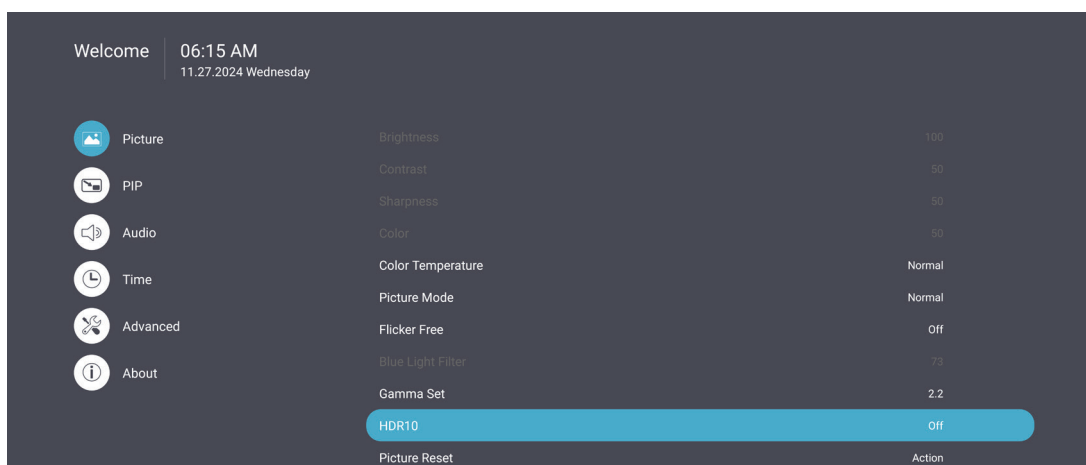 Welcome
06:15 AM
11.27.2024 Wednesday
Picture
PIP
Audio
Time
Advanced
About
Brightness 100
Contrast 50
Sharpness 50
Color 50
Color Temperature Normal
Picture Mode Normal
Flicker Free Off
Blue Light Filter 73
Gamma Set 2.2
HDR10 Off
Picture Reset Action